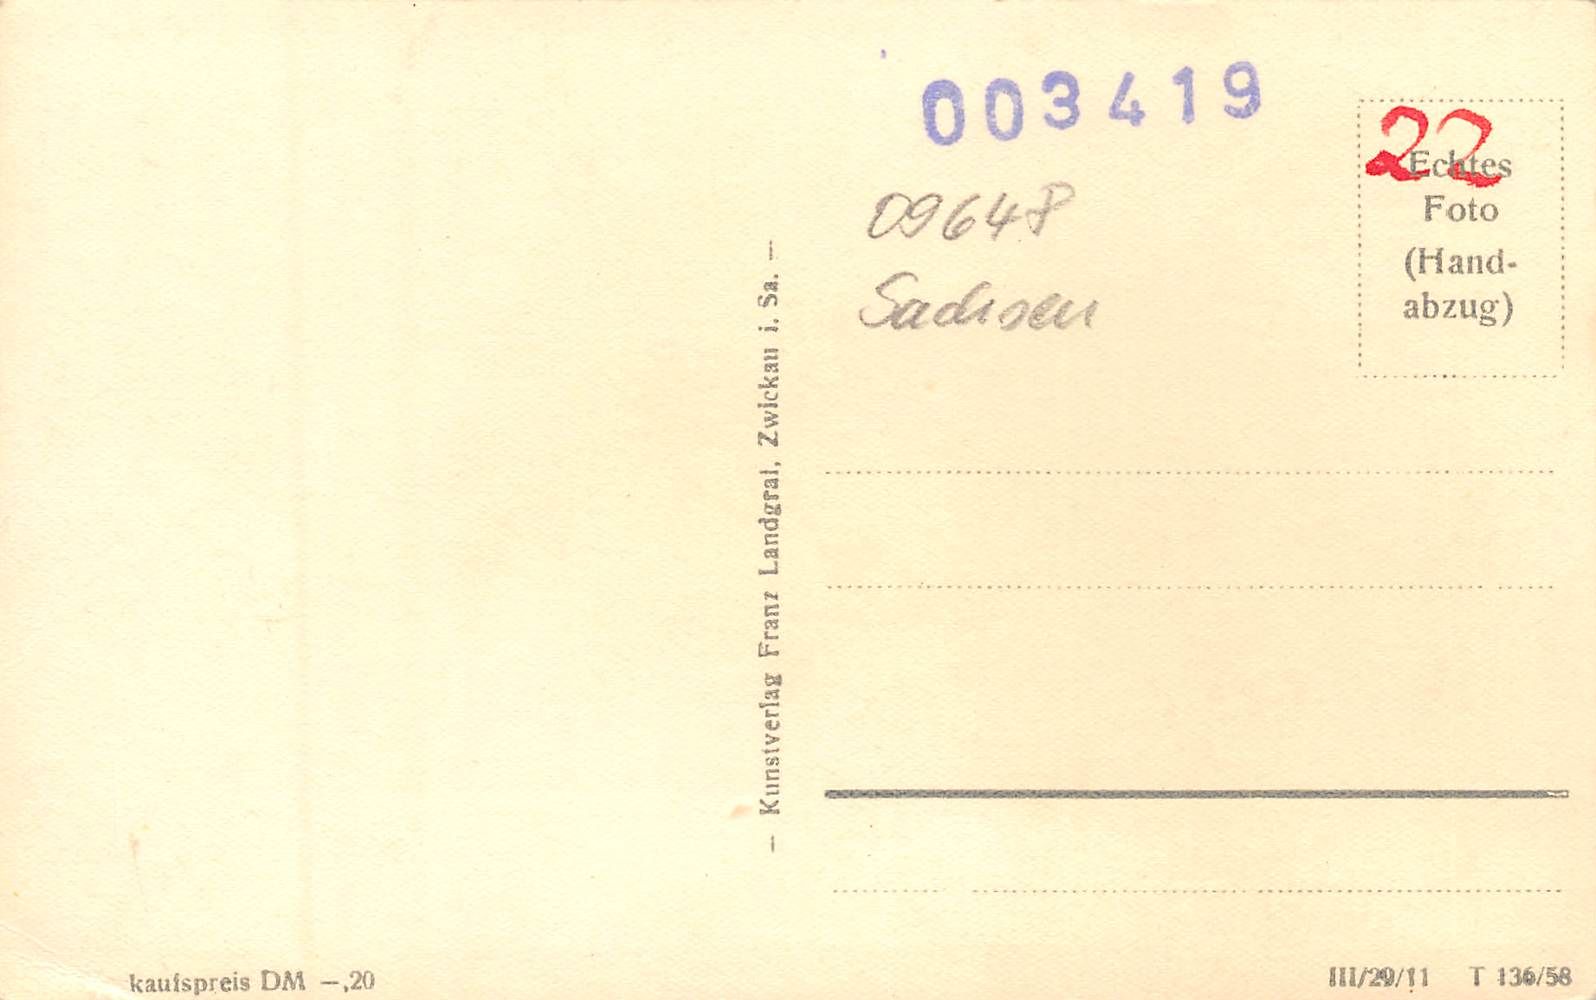 003419
22
09648
Sachsen
Echtes
Foto
(Hand-
abzug)
— Kunstverlag Franz Landgraf, Zwickau i. Sa. —
kaufspreis DM —,20
III/29/11 T 136/58